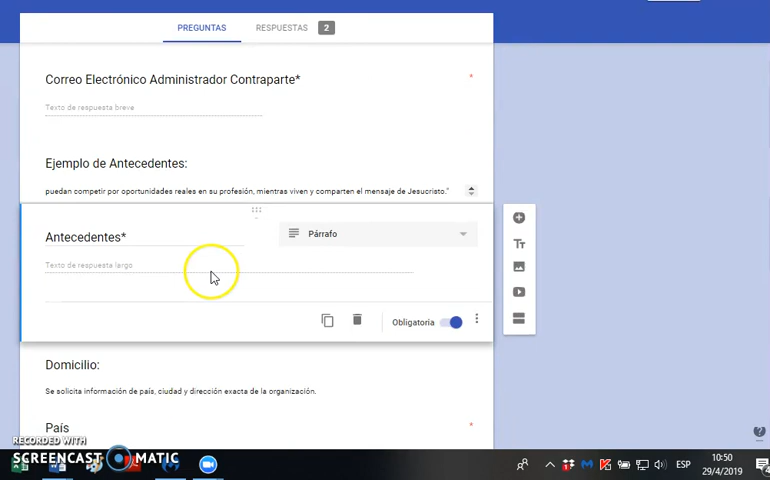 PREGUNTAS
RESPUESTAS 2
Correo Electrónico Administrador Contraparte*
*
Texto de respuesta breva
Ejemplo de Antecedentes:
puedan competir por oportunidades reales en su profesión, mientras viven y comparten el mensaje de Jesucristo."
Antecedentes*
Párrafo
Texto de respuesta largo
Tт
Obligatoria
Domicilio:
Se solicita información de país, ciudad y dirección exacta de la organización.
País
*
RECORDED WITH
SCREENCAST MATIC
ESP
10:50
29/4/2019
4